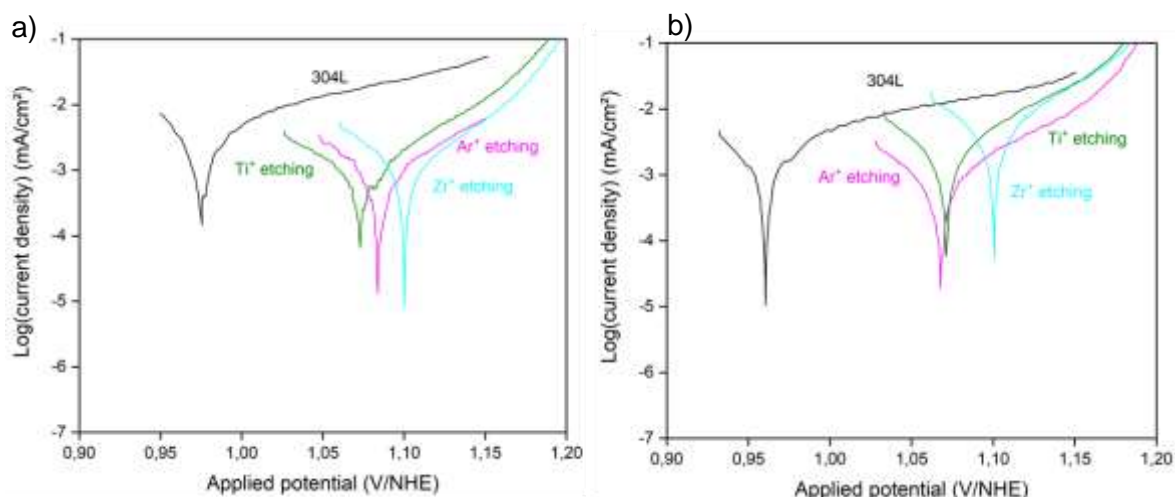 a)
-1
-2
-3
-4
-5
-6
-7
Log(current density) (mA/cm²)
304L
Ti⁺ etching
Ar⁺ etching
Zr⁺ etching
0,90 0,95 1,00 1,05 1,10 1,15 1,20
Applied potential (V/NHE)
b)
-1
-2
-3
-4
-5
-6
-7
Log(current density) (mA/cm²)
304L
Ti⁺ etching
Ar⁺ etching
Zr⁺ etching
0,90 0,95 1,00 1,05 1,10 1,15 1,20
Applied potential (V/NHE)